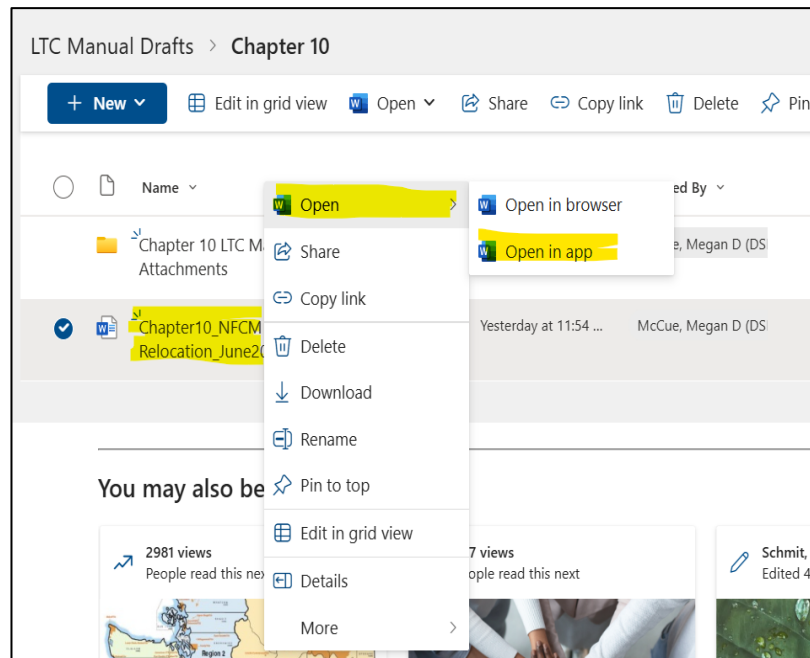 LTC Manual Drafts > Chapter 10
+ New Edit in grid view Open Share Copy link Delete Pin
Name
ed By
Open
Open in browser
Chapter 10 LTC M
Attachments
Share
Open in app
e, Megan D (DS
Copy link
Chapter10_NFCM
Relocation_June20
Yesterday at 11:54 ...
McCue, Megan D (DS
Delete
Download
Rename
Pin to top
You may also be
Edit in grid view
2981 views
People read this nex
7 views
ople read this next
Schmit,
Edited 4
Details
More
Region 2